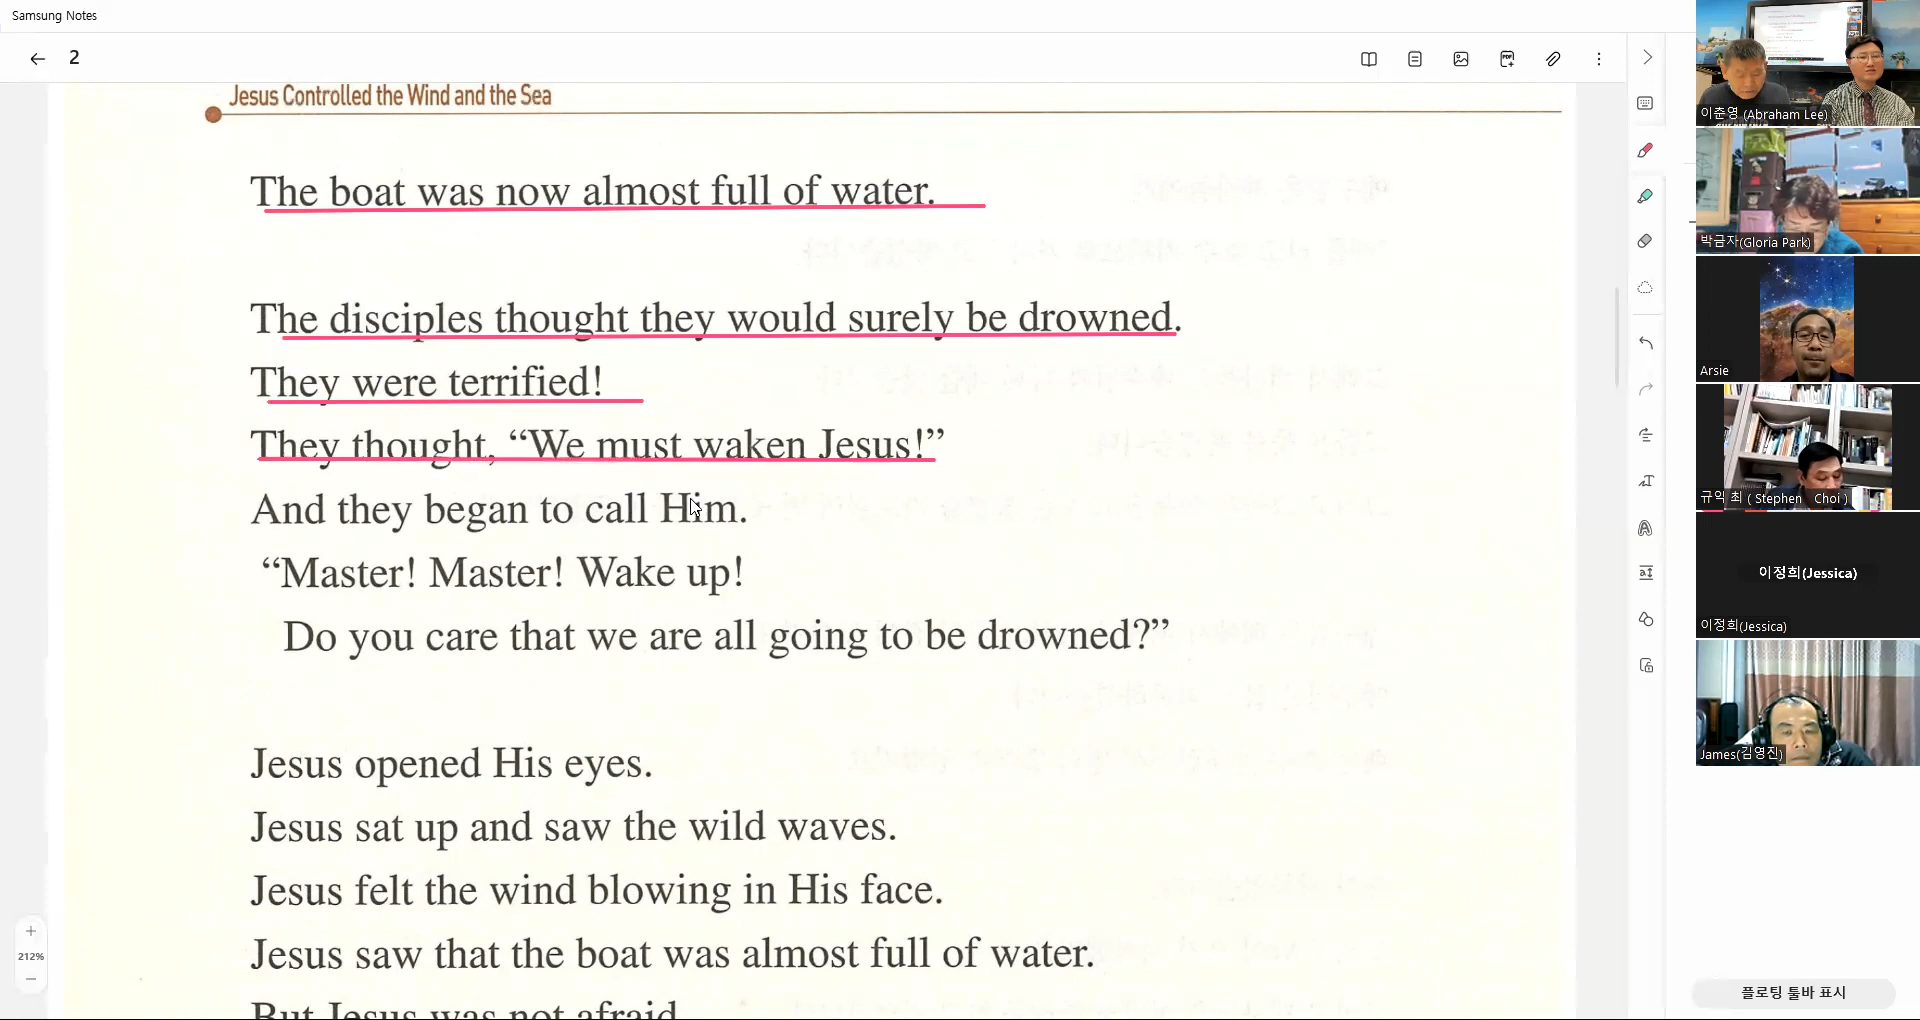 Samsung Notes
2
Jesus Controlled the Wind and the Sea
The boat was now almost full of water.
The disciples thought they would surely be drowned.
They were terrified!
They thought, “We must waken Jesus!”
And they began to call Him.
“Master! Master! Wake up!
Do you care that we are all going to be drowned?”
Jesus opened His eyes.
Jesus sat up and saw the wild waves.
Jesus felt the wind blowing in His face.
Jesus saw that the boat was almost full of water.
But Jesus was not afraid.
212%
이춘영 (Abraham Lee)
박금자(Gloria Park)
Arsie
규익 최 ( Stephen Choi )
이정희(Jessica)
이정희(Jessica)
James(김영진)
플로팅 툴바 표시